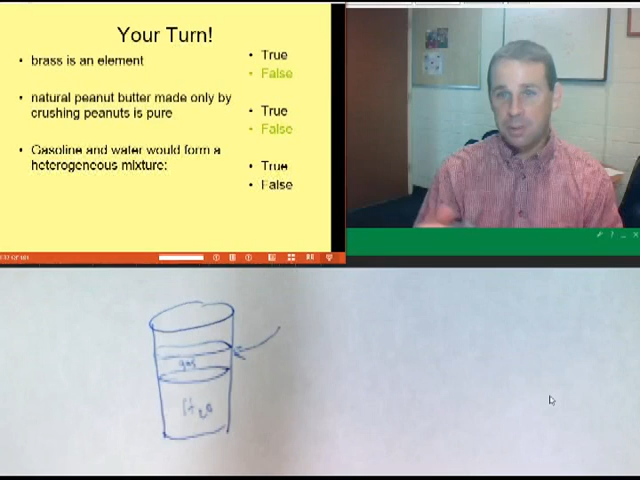 Your Turn!
• brass is an element
• True
• False
• natural peanut butter made only by
crushing peanuts is pure
• True
• False
• Gasoline and water would form a
heterogeneous mixture:
• True
• False
gas
H₂O